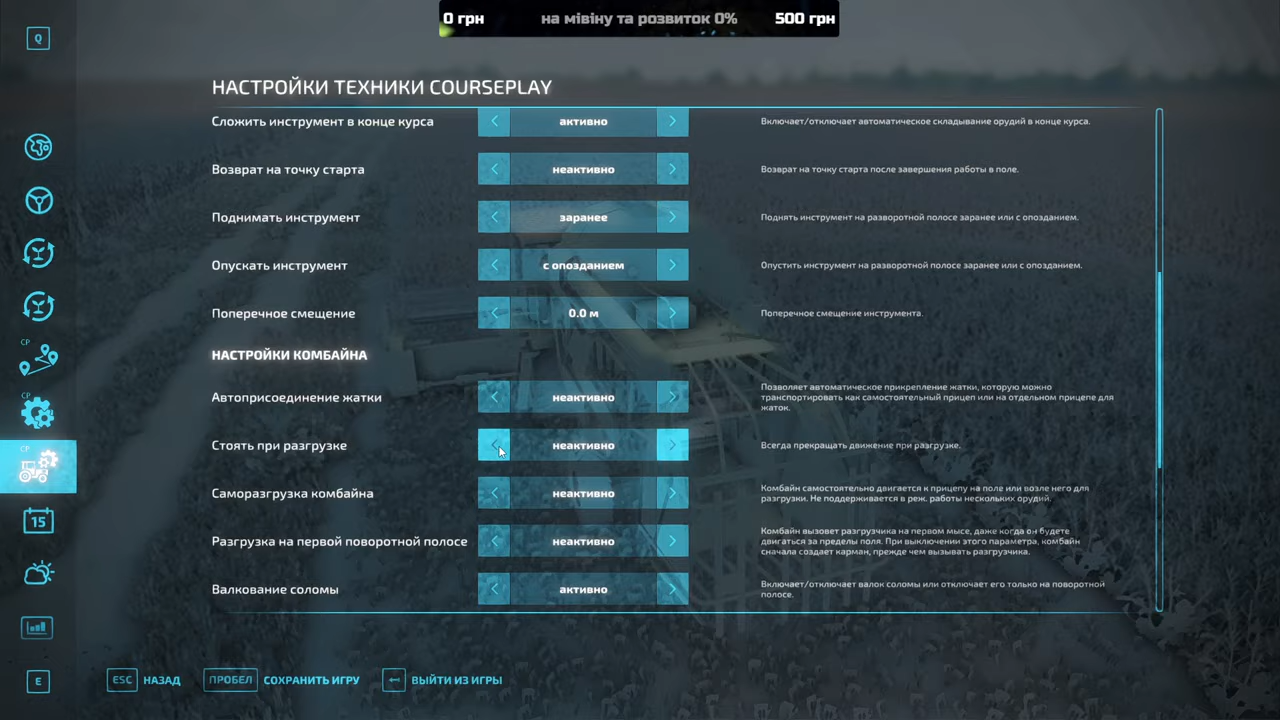 0 грн на мівіну та розвиток 0% 500 грн
Q
НАСТРОЙКИ ТЕХНИКИ COURSEPLAY
Сложить инструмент в конце курса активно Включает/отключает автоматическое складывание орудий в конце курса.
Возврат на точку старта неактивно Возврат на точку старта после завершения работы в поле.
Поднимать инструмент заранее Поднять инструмент на разворотной полосе заранее или с опозданием.
Опускать инструмент с опозданием Опустить инструмент на разворотной полосе заранее или с опозданием.
Поперечное смещение 0.0 м Поперечное смещение инструмента.
CP
НАСТРОЙКИ КОМБАЙНА
CP
Автоприсоединение жатки неактивно Позволяет автоматическое прикрепление жатки, которую можно
транспортировать как самостоятельный прицеп или на отдельном прицепе для
жаток.
CP
Стоять при разгрузке неактивно Всегда прекращать движение при разгрузке.
Саморазгрузка комбайна неактивно Комбайн самостоятельно двигается к прицепу на поле или возле него для
разгрузки. Не поддерживается в реж. работы нескольких орудий.
15
Разгрузка на первой поворотной полосе неактивно Комбайн вызовет разгрузчика на первом мысе, даже когда он будет
двигаться за пределы поля. При выключении этого параметра, комбайн
сначала создает карман, прежде чем вызывать разгрузчика.
Валкование соломы активно Включает/отключает валок соломы или отключает его только на поворотной
полосе.
E
ESC НАЗАД ПРОБЕЛ СОХРАНИТЬ ИГРУ ВЫЙТИ ИЗ ИГРЫ